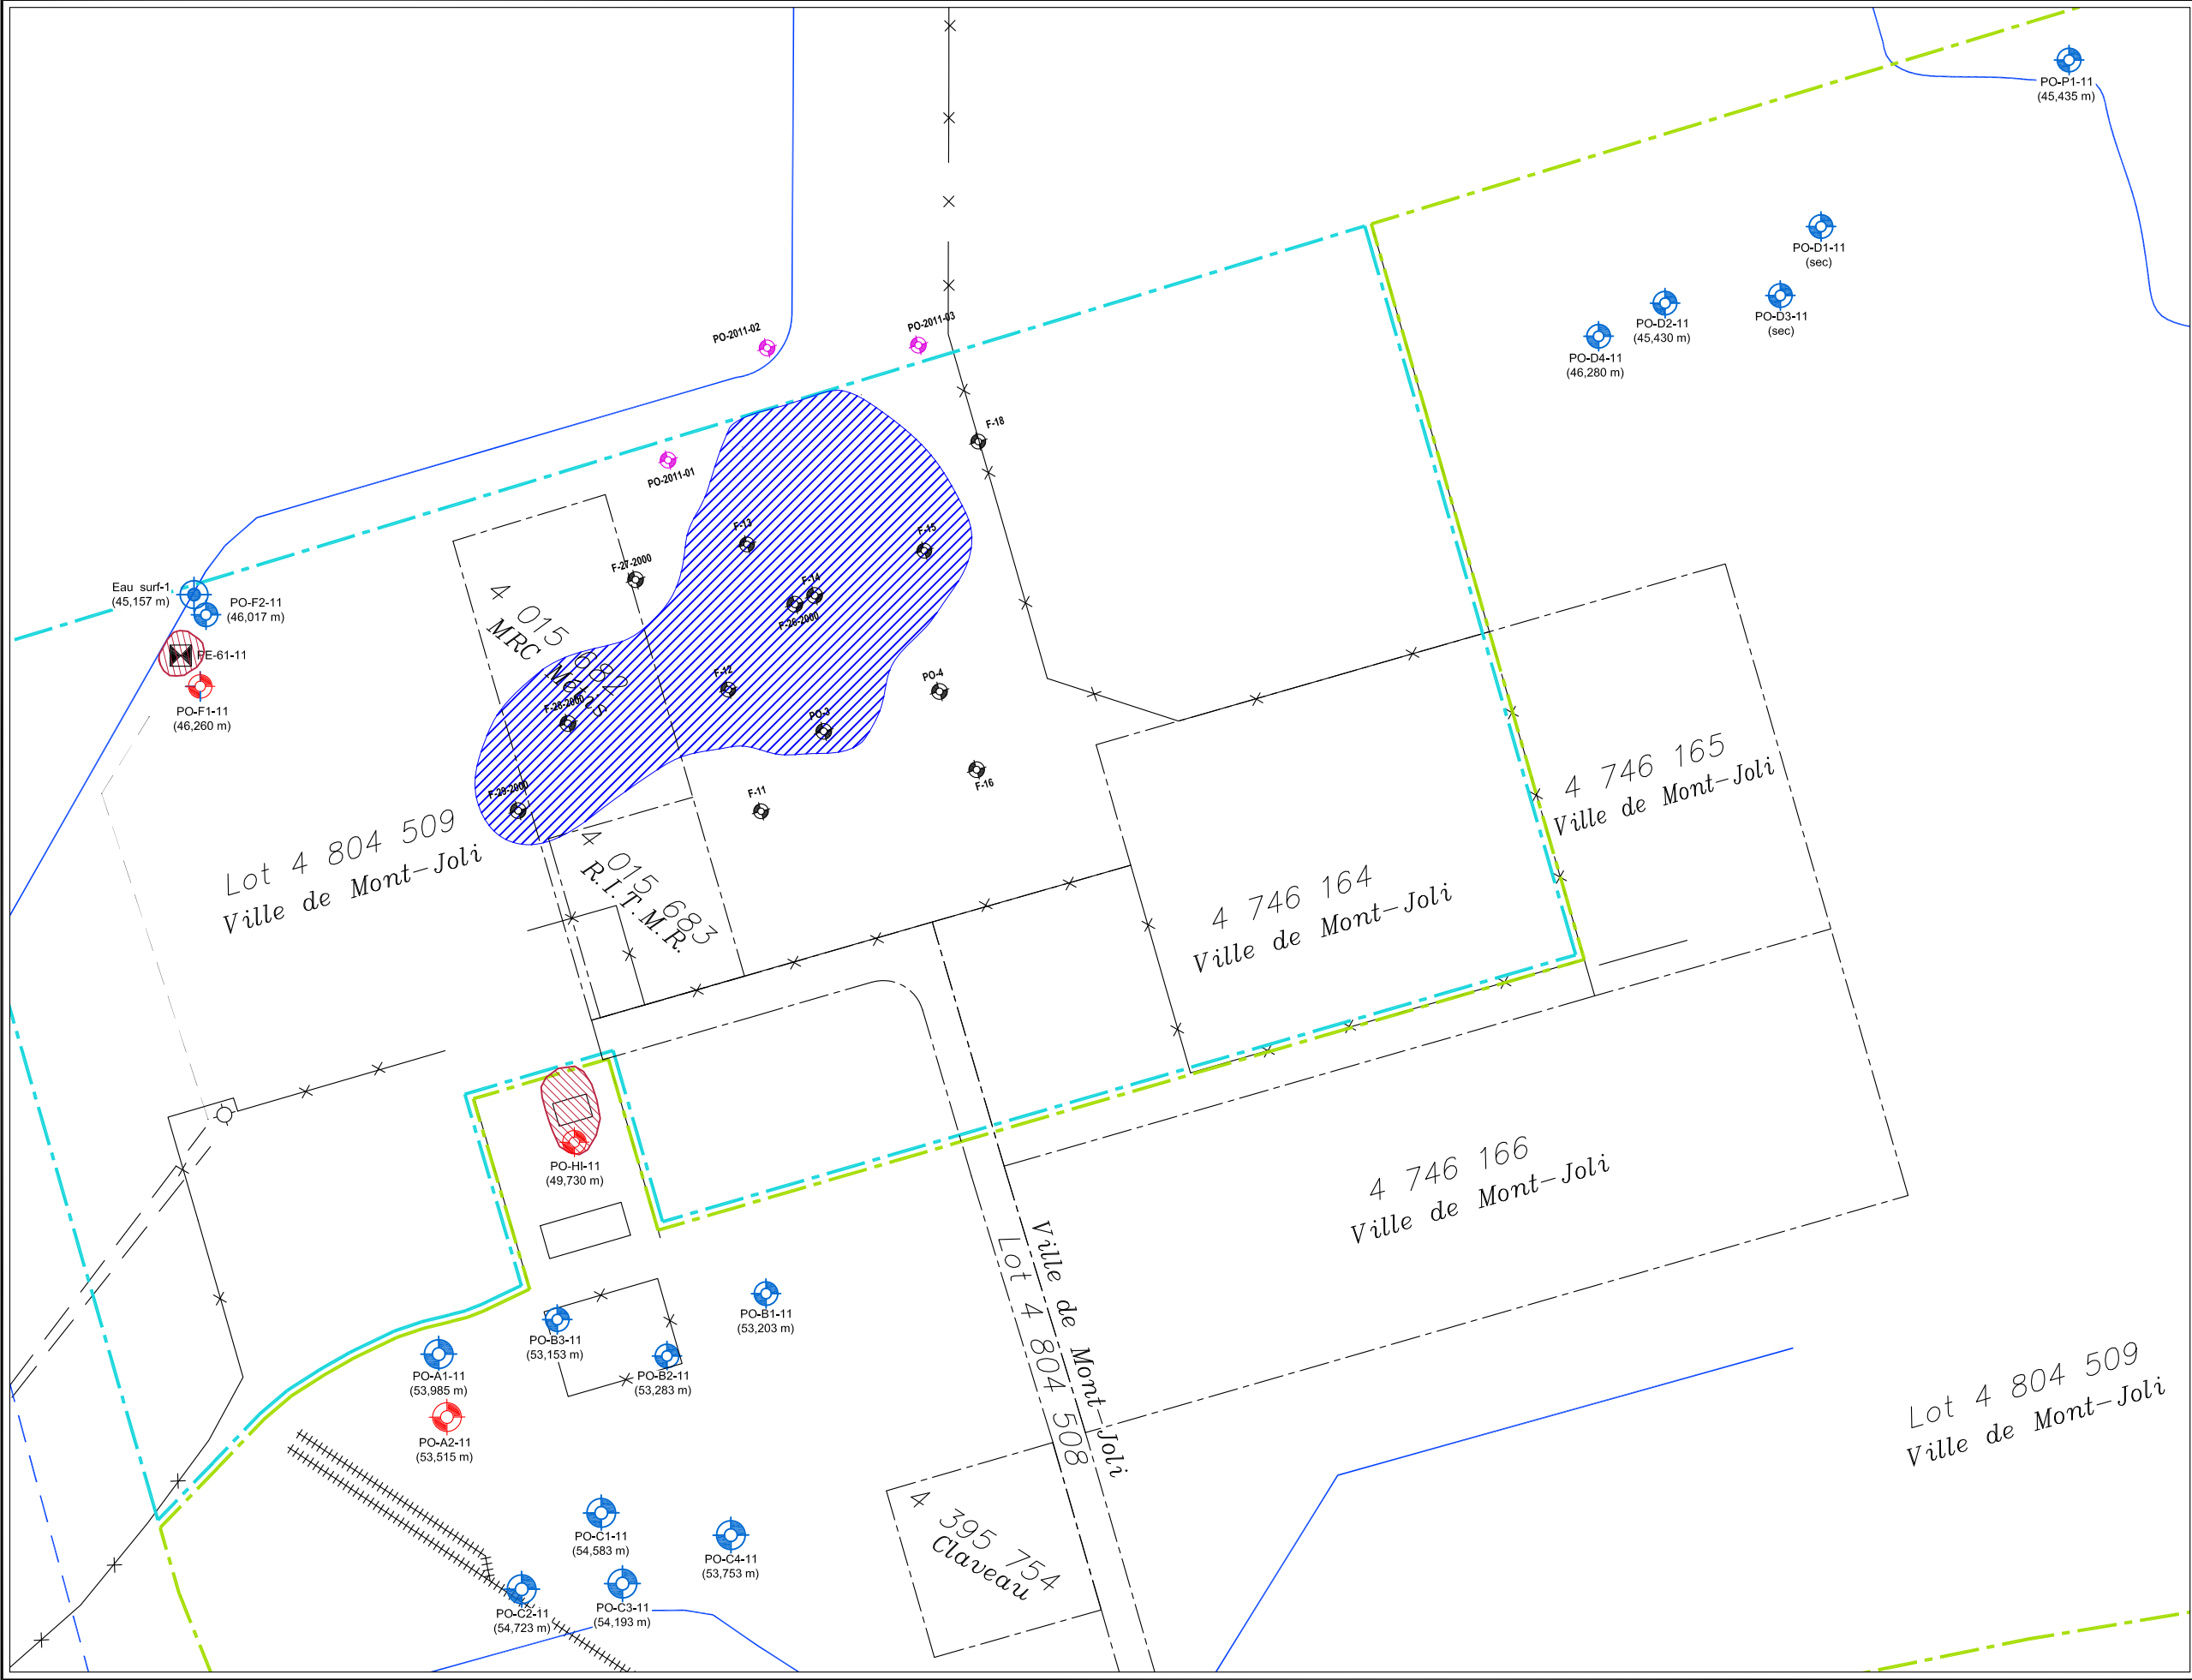 PO-P1-11
(45,435 m)
PO-D1-11
(sec)
PO-D3-11
(sec)
PO-D2-11
(45,430 m)
PO-D4-11
(46,280 m)
PO-2011-02
PO-2011-03
F-18
PO-2011-01
F-13
F-15
F-27-2000
F-14
F-26-2000
Eau surf-1
(45,157 m)
PO-F2-11
(46,017 m)
PE-61-11
PO-F1-11
(46,260 m)
4 015 682
MRC Métis
F-12
PO-4
F-28-2000
PO-3
F-16
F-29-2000
F-11
4 746 165
Ville de Mont-Joli
Lot 4 804 509
Ville de Mont-Joli
4 015 683
R.I.T.M.R.
4 746 164
Ville de Mont-Joli
PO-HI-11
(49,730 m)
4 746 166
Ville de Mont-Joli
Ville de Mont-Joli
Lot 4 804 508
PO-B1-11
(53,203 m)
PO-B3-11
(53,153 m)
PO-B2-11
(53,283 m)
PO-A1-11
(53,985 m)
PO-A2-11
(53,515 m)
Lot 4 804 509
Ville de Mont-Joli
PO-C1-11
(54,583 m)
PO-C4-11
(53,753 m)
4 395 754
Claveau
PO-C2-11
(54,723 m)
PO-C3-11
(54,193 m)